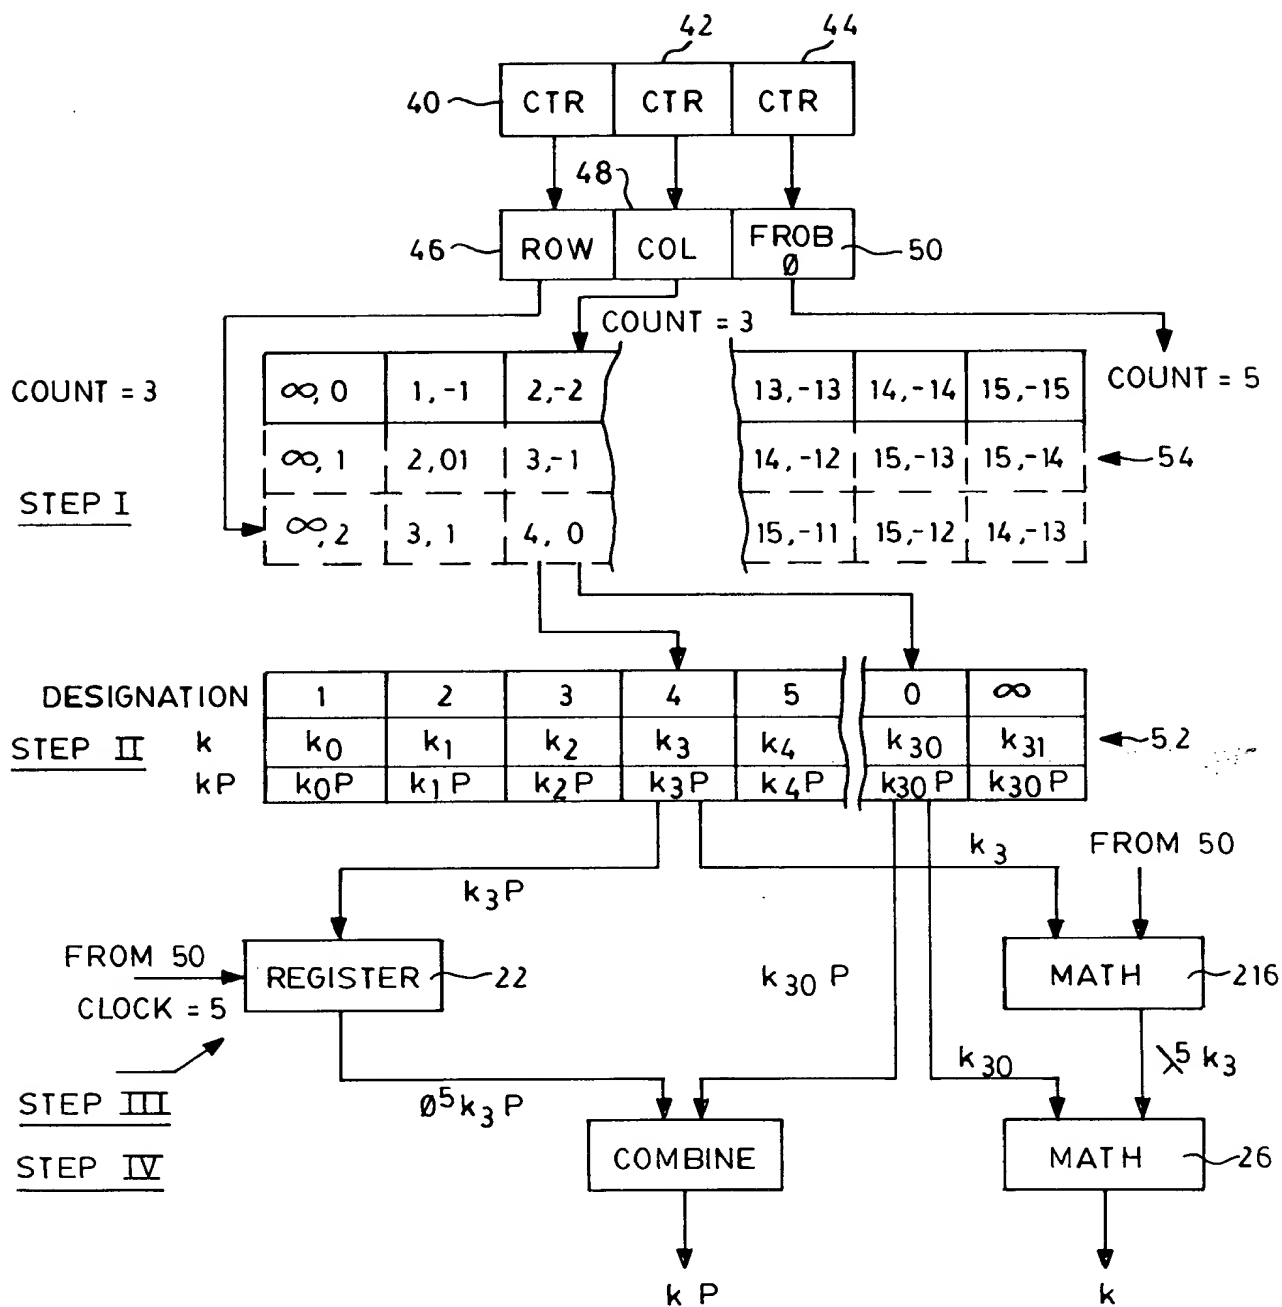 42 44
40 CTR CTR CTR
48
46 ROW COL FROB Ø 50
COUNT = 3
COUNT = 3 ∞, 0 1, -1 2, -2 13, -13 14, -14 15, -15 COUNT = 5
∞, 1 2, 01 3, -1 14, -12 15, -13 15, -14 54
STEP I
∞, 2 3, 1 4, 0 15, -11 15, -12 14, -13
DESIGNATION 1 2 3 4 5 0 ∞
STEP II k k0 k1 k2 k3 k4 k30 k31 52
kP k0P k1P k2P k3P k4P k30P k30P
k3 FROM 50
k3P
FROM 50 REGISTER 22 k30 P MATH 216
CLOCK = 5
k30 λ5 k3
STEP III Ø5k3P
STEP IV COMBINE MATH 26
k P k